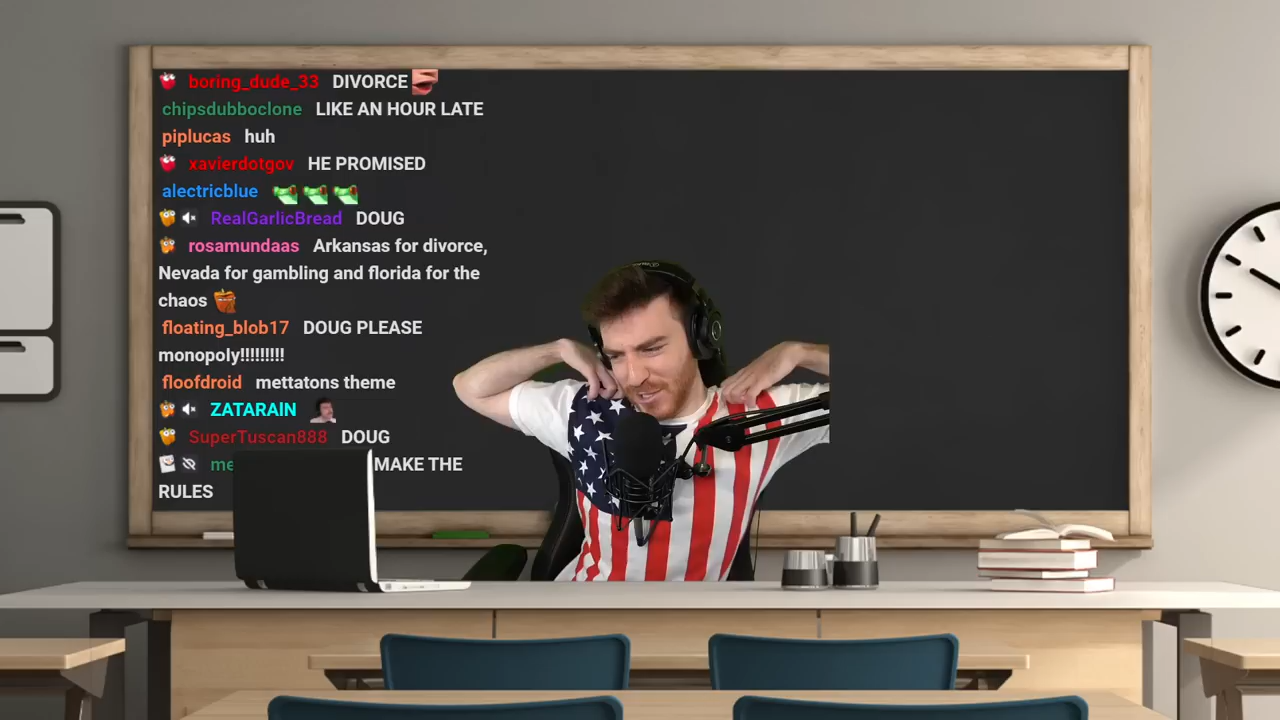 boring_dude_33 DIVORCE
chipsdubboclone LIKE AN HOUR LATE
piplucas huh
xavierdotgov HE PROMISED
alectricblue
RealGarlicBread DOUG
rosamundaas Arkansas for divorce,
Nevada for gambling and florida for the
chaos
floating_blob17 DOUG PLEASE
monopoly!!!!!!!!!
floofdroid mettatons theme
ZATARAlN
SuperTuscan888 DOUG
MAKE THE
RULES